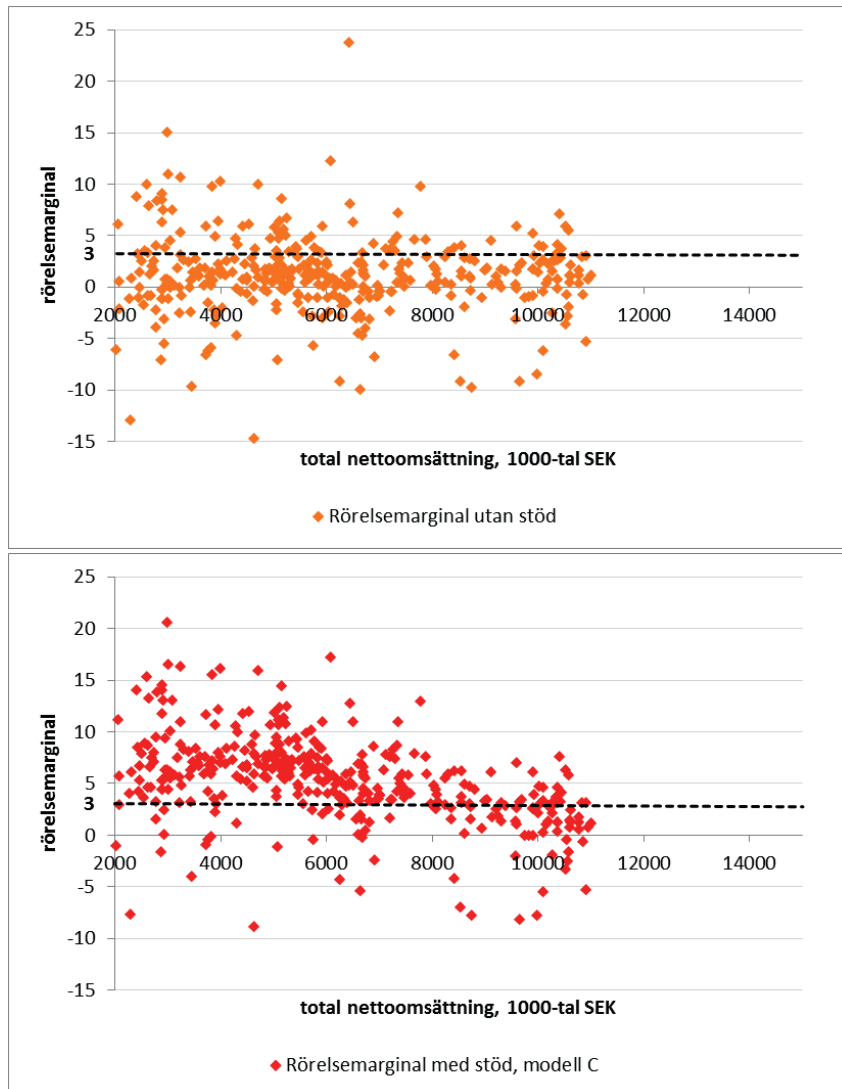 25
20
15
10
5
3
0
-5
-10
-15
rörelsemarginal
2000 4000 6000 8000 10000 12000 14000
total nettoomsättning, 1000-tal SEK
Rörelsemarginal utan stöd
25
20
15
10
5
3
0
-5
-10
-15
rörelsemarginal
2000 4000 6000 8000 10000 12000 14000
total nettoomsättning, 1000-tal SEK
Rörelsemarginal med stöd, modell C